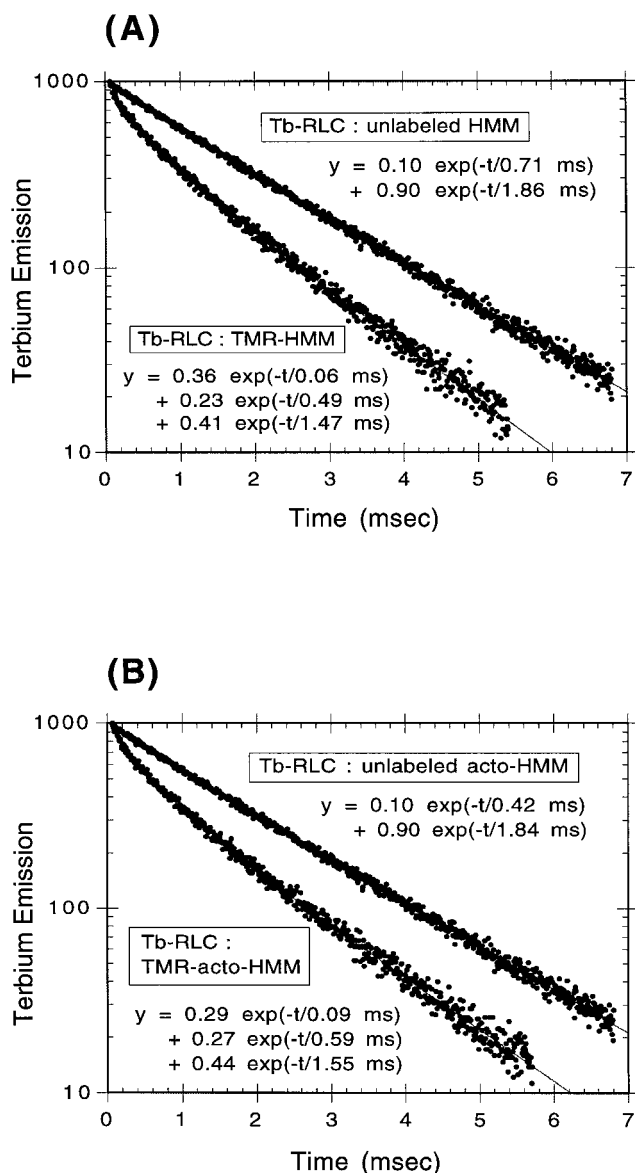 (A)
1000
100
10
Terbium Emission
Tb-RLC : unlabeled HMM
y = 0.10 exp(-t/0.71 ms)
+ 0.90 exp(-t/1.86 ms)
Tb-RLC : TMR-HMM
y = 0.36 exp(-t/0.06 ms)
+ 0.23 exp(-t/0.49 ms)
+ 0.41 exp(-t/1.47 ms)
0 1 2 3 4 5 6 7
Time (msec)
(B)
1000
100
10
Terbium Emission
Tb-RLC : unlabeled acto-HMM
y = 0.10 exp(-t/0.42 ms)
+ 0.90 exp(-t/1.84 ms)
Tb-RLC :
TMR-acto-HMM
y = 0.29 exp(-t/0.09 ms)
+ 0.27 exp(-t/0.59 ms)
+ 0.44 exp(-t/1.55 ms)
0 1 2 3 4 5 6 7
Time (msec)